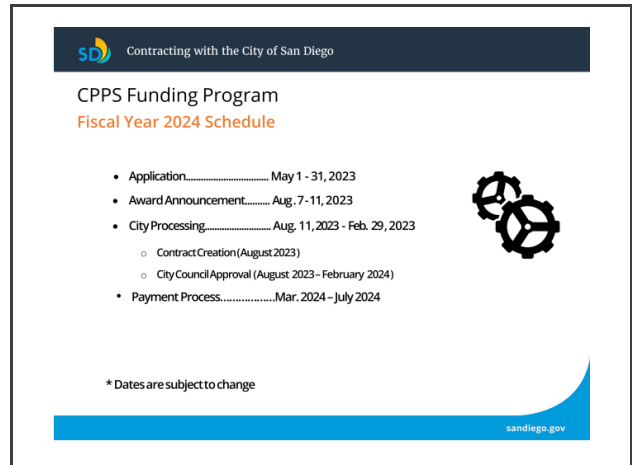 SD Contracting with the City of San Diego
CPPS Funding Program
Fiscal Year 2024 Schedule
• Application................................. May 1 - 31, 2023
• Award Announcement.......... Aug. 7-11, 2023
• City Processing........................... Aug. 11, 2023 - Feb. 29, 2023
o Contract Creation (August 2023)
o City Council Approval (August 2023 – February 2024)
• Payment Process………………Mar. 2024 – July 2024
* Dates are subject to change
sandiego.gov